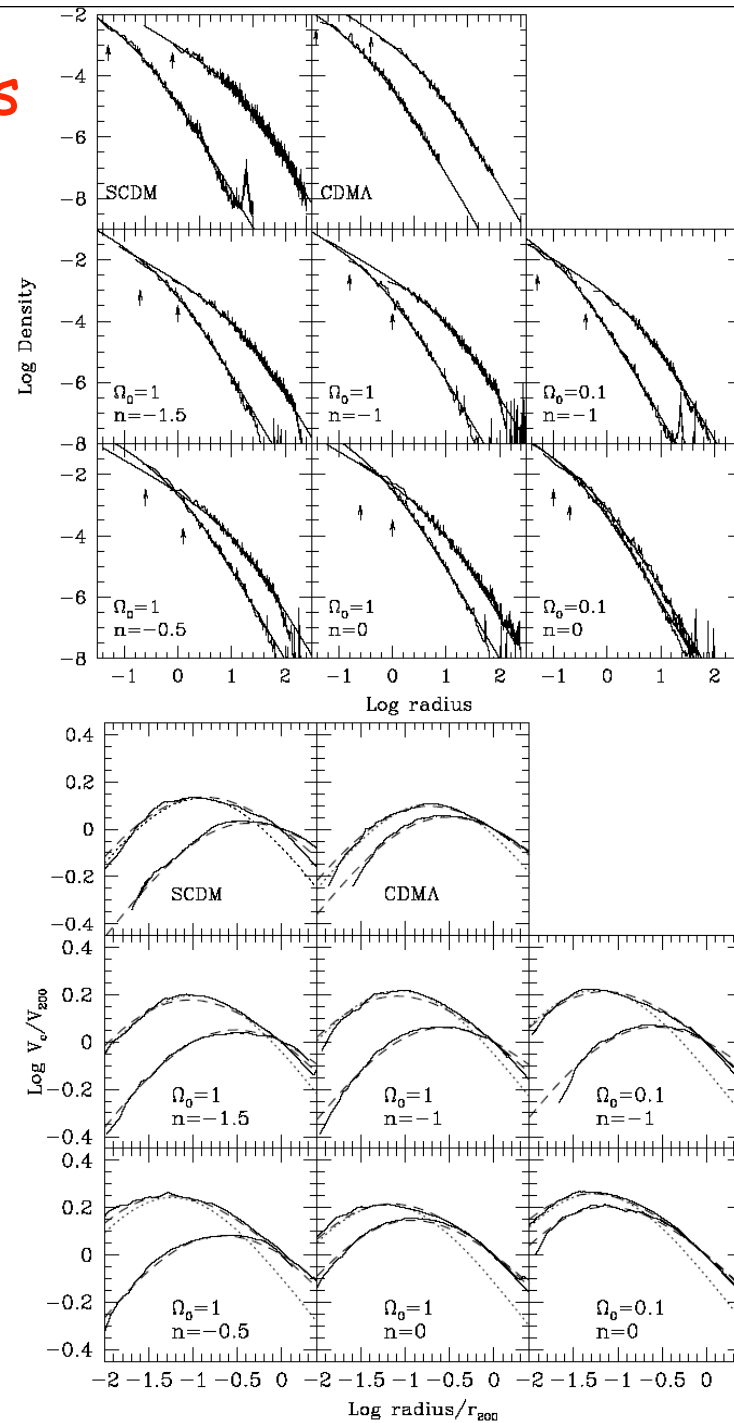 s
-2
-4
-6
-8
SCDM
CDMΛ
Log Density
-2
-4
-6
-8
Ω₀=1
n=-1.5
Ω₀=1
n=-1
Ω₀=0.1
n=-1
-2
-4
-6
-8
Ω₀=1
n=-0.5
Ω₀=1
n=0
Ω₀=0.1
n=0
-1 0 1 2 -1 0 1 2 -1 0 1 2
Log radius
0.4
0.2
0
-0.2
-0.4
SCDM
CDMΛ
Log V_c/V₂₀₀
0.2
0
-0.2
-0.4
Ω₀=1
n=-1.5
Ω₀=1
n=-1
Ω₀=0.1
n=-1
0.4
0.2
0
-0.2
-0.4
Ω₀=1
n=-0.5
Ω₀=1
n=0
Ω₀=0.1
n=0
-2 -1.5 -1 -0.5 0 -2 -1.5 -1 -0.5 0 -2 -1.5 -1 -0.5 0
Log radius/r₂₀₀